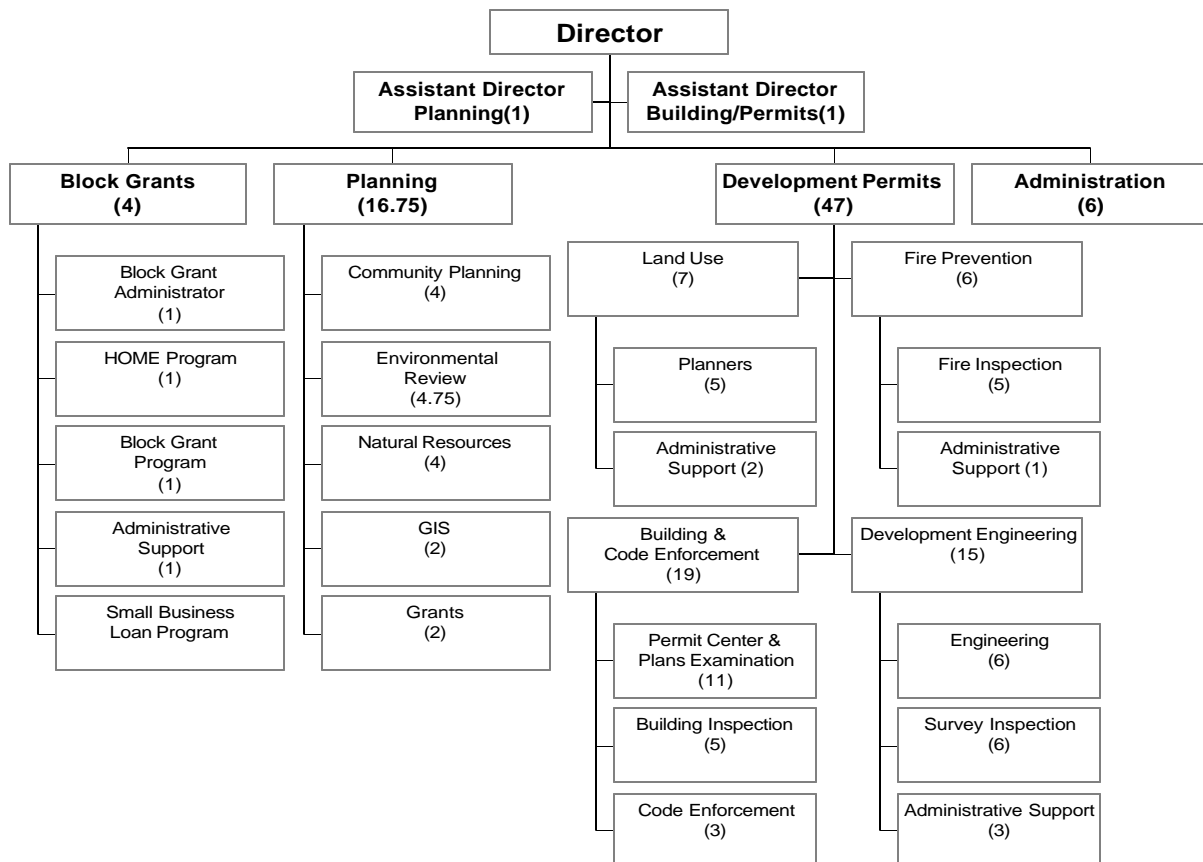 Director
Assistant Director
Planning(1)
Assistant Director
Building/Permits(1)
Block Grants
(4)
Planning
(16.75)
Development Permits
(47)
Administration
(6)
Block Grant
Administrator
(1)
HOME Program
(1)
Block Grant
Program
(1)
Administrative
Support
(1)
Small Business
Loan Program
Community Planning
(4)
Environmental
Review
(4.75)
Natural Resources
(4)
GIS
(2)
Grants
(2)
Land Use
(7)
Planners
(5)
Administrative
Support (2)
Fire Prevention
(6)
Fire Inspection
(5)
Administrative
Support (1)
Building &
Code Enforcement
(19)
Permit Center &
Plans Examination
(11)
Building Inspection
(5)
Code Enforcement
(3)
Development Engineering
(15)
Engineering
(6)
Survey Inspection
(6)
Administrative Support
(3)